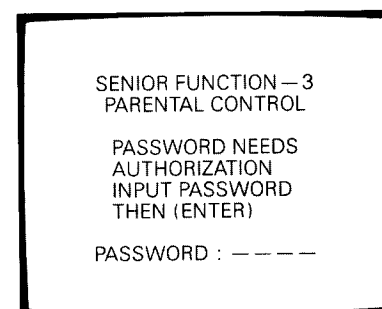 SENIOR FUNCTION — 3
PARENTAL CONTROL
PASSWORD NEEDS
AUTHORIZATION
INPUT PASSWORD
THEN (ENTER)
PASSWORD : — — — —